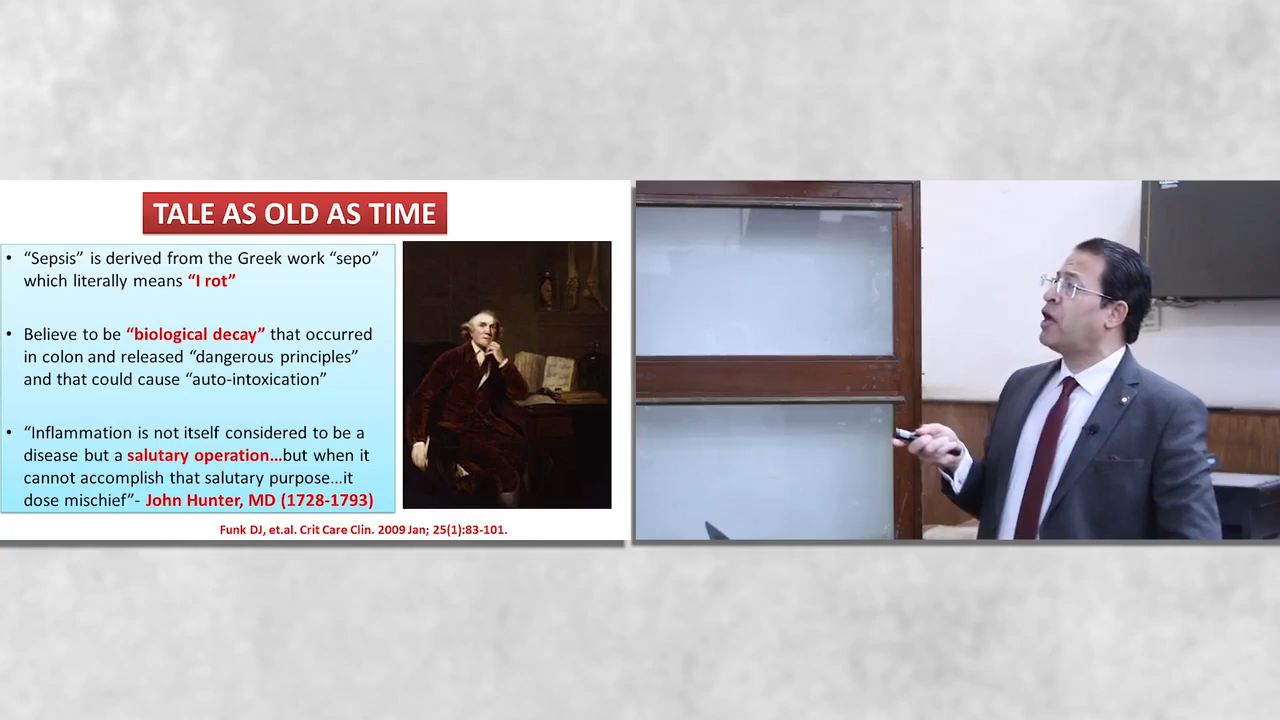 TALE AS OLD AS TIME
• “Sepsis” is derived from the Greek work “sepo”
which literally means “I rot”
• Believe to be “biological decay” that occurred
in colon and released “dangerous principles”
and that could cause “auto-intoxication”
• “Inflammation is not itself considered to be a
disease but a salutary operation...but when it
cannot accomplish that salutary purpose...it
dose mischief”- John Hunter, MD (1728-1793)
Funk DJ, et.al. Crit Care Clin. 2009 Jan; 25(1):83-101.